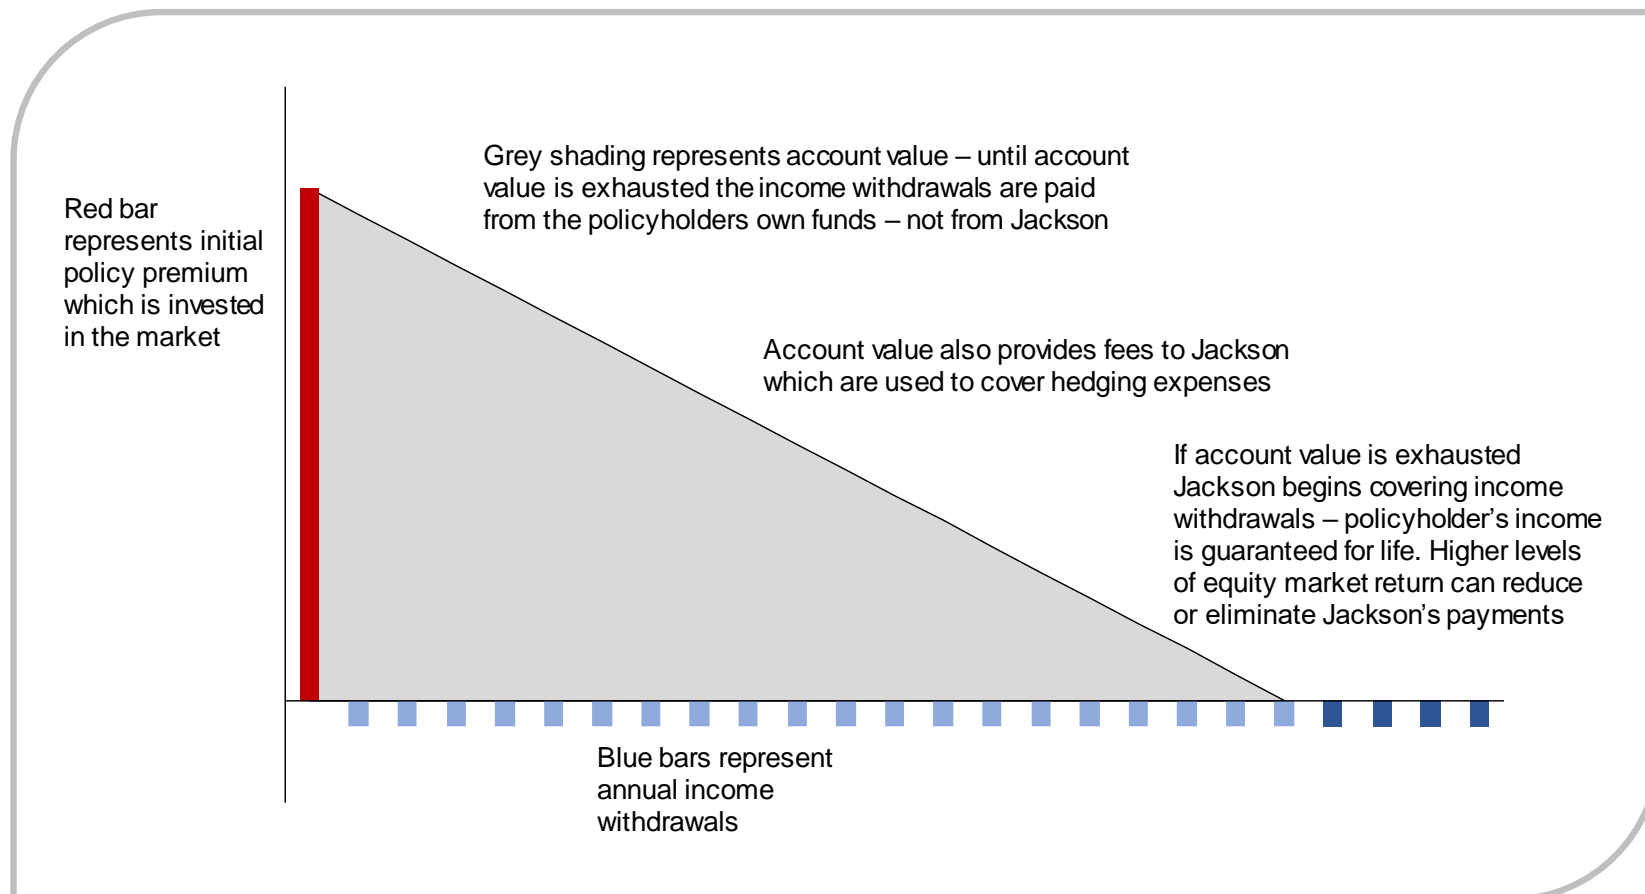 Grey shading represents account value – until account
value is exhausted the income withdrawals are paid
from the policyholders own funds – not from Jackson
Red bar
represents initial
policy premium
which is invested
in the market
Account value also provides fees to Jackson
which are used to cover hedging expenses
If account value is exhausted
Jackson begins covering income
withdrawals – policyholder’s income
is guaranteed for life. Higher levels
of equity market return can reduce
or eliminate Jackson’s payments
Blue bars represent
annual income
withdrawals